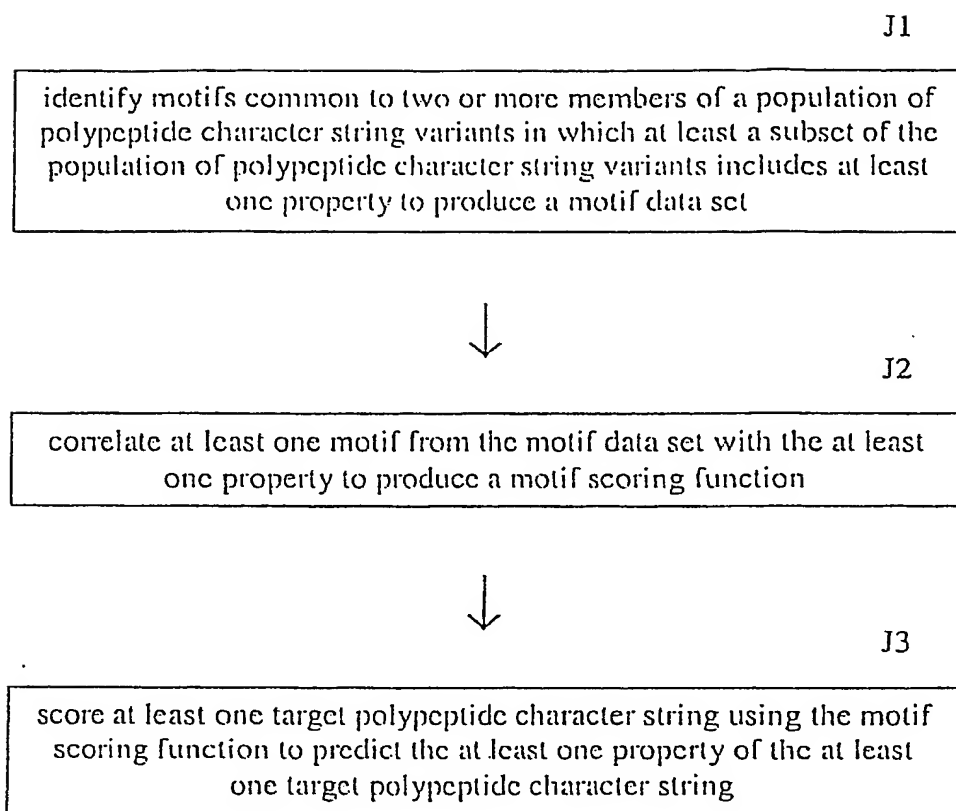 J1
identify motifs common to two or more members of a population of
polypeptide character string variants in which at least a subset of the
population of polypeptide character string variants includes at least
one property to produce a motif data set
J2
correlate at least one motif from the motif data set with the at least
one property to produce a motif scoring function
J3
score at least one target polypeptide character string using the motif
scoring function to predict the at least one property of the at least
one target polypeptide character string